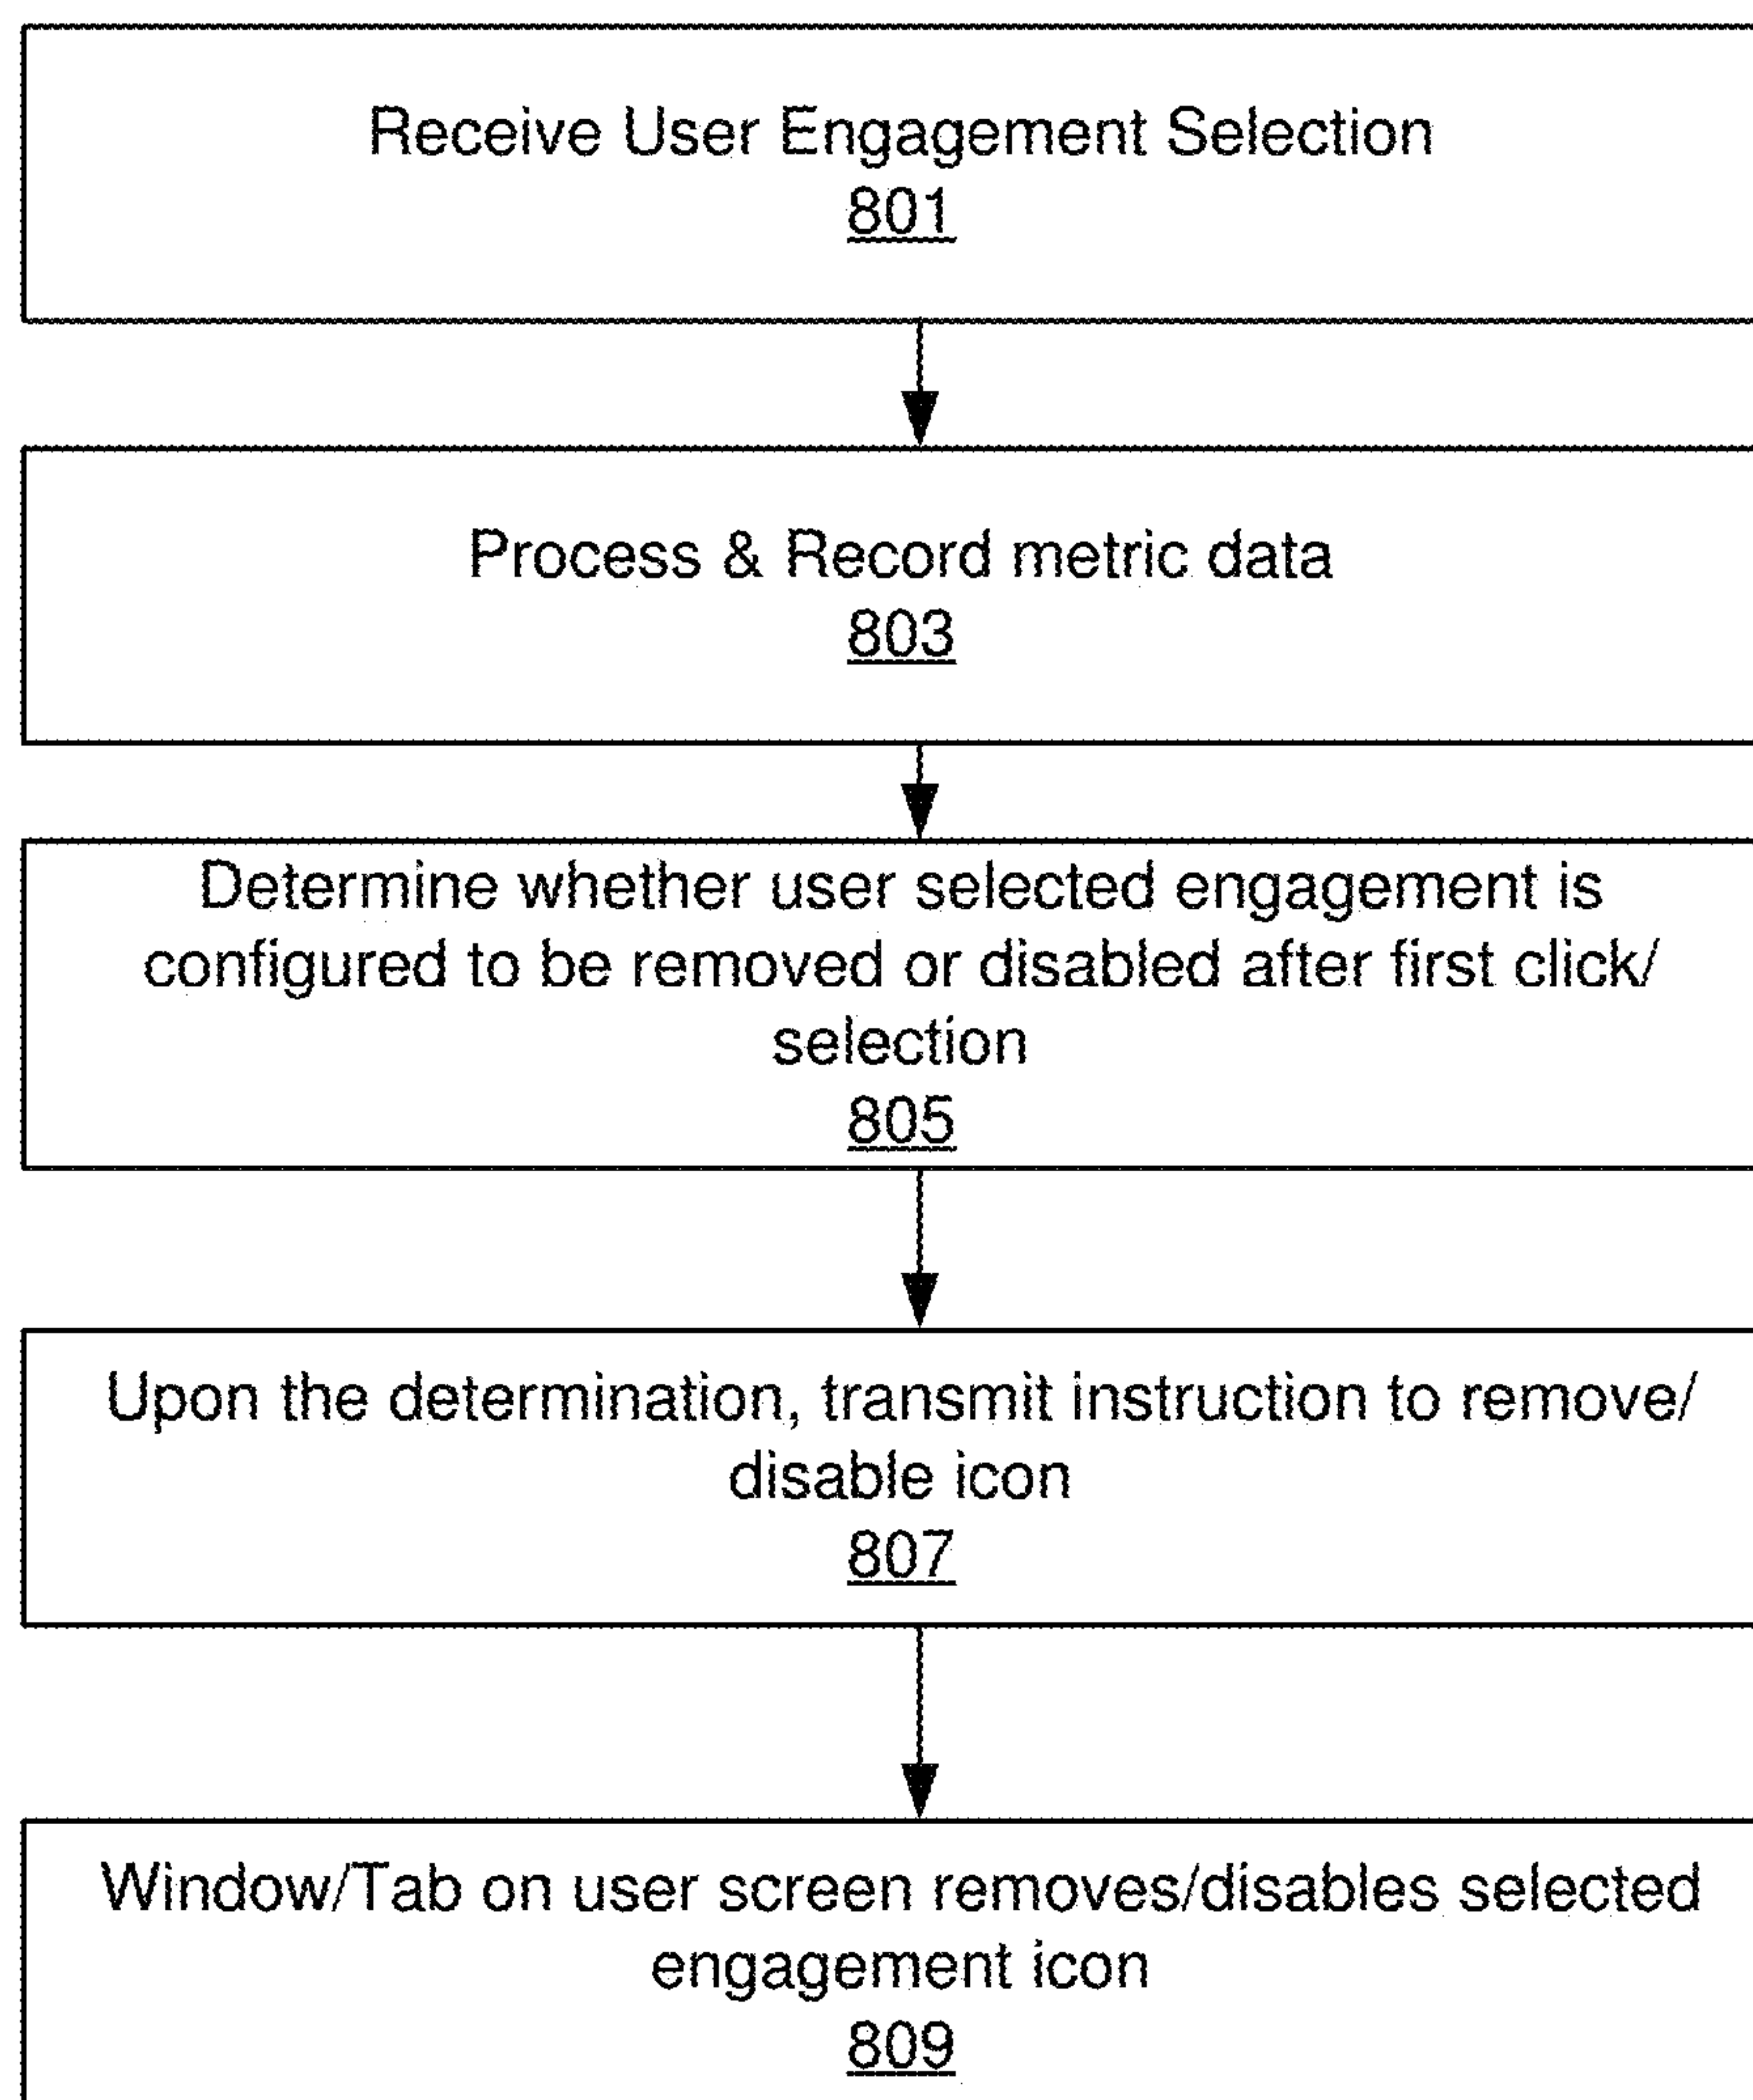 Receive User Engagement Selection
801
Process & Record metric data
803
Determine whether user selected engagement is
configured to be removed or disabled after first click/
selection
805
Upon the determination, transmit instruction to remove/
disable icon
807
Window/Tab on user screen removes/disables selected
engagement icon
809